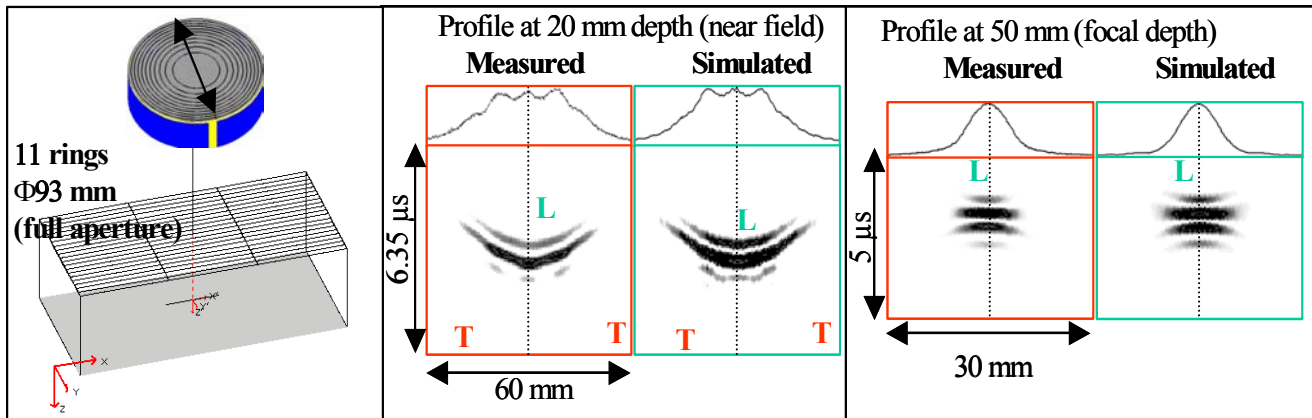 11 rings
Φ93 mm
(full aperture)
X
Y
Z
Profile at 20 mm depth (near field)
Measured Simulated
6.35 µs
L L
T T T T
60 mm
Profile at 50 mm (focal depth)
Measured Simulated
5 µs
L L
30 mm